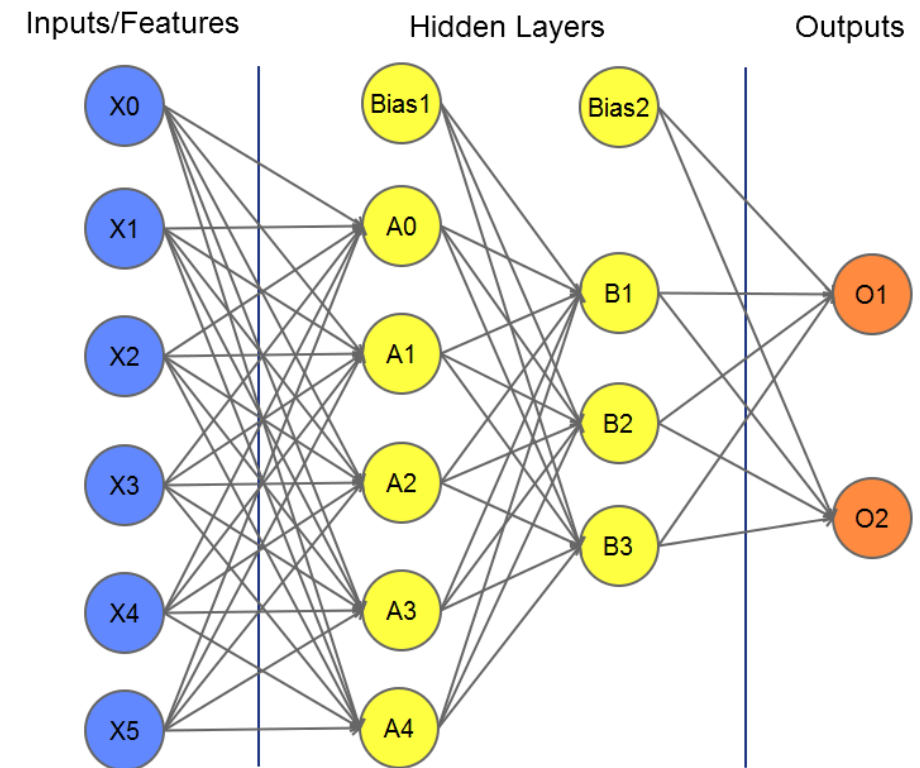 Inputs/Features
Hidden Layers
Outputs
X0
X1
X2
X3
X4
X5
Bias1
A0
A1
A2
A3
A4
Bias2
B1
B2
B3
O1
O2